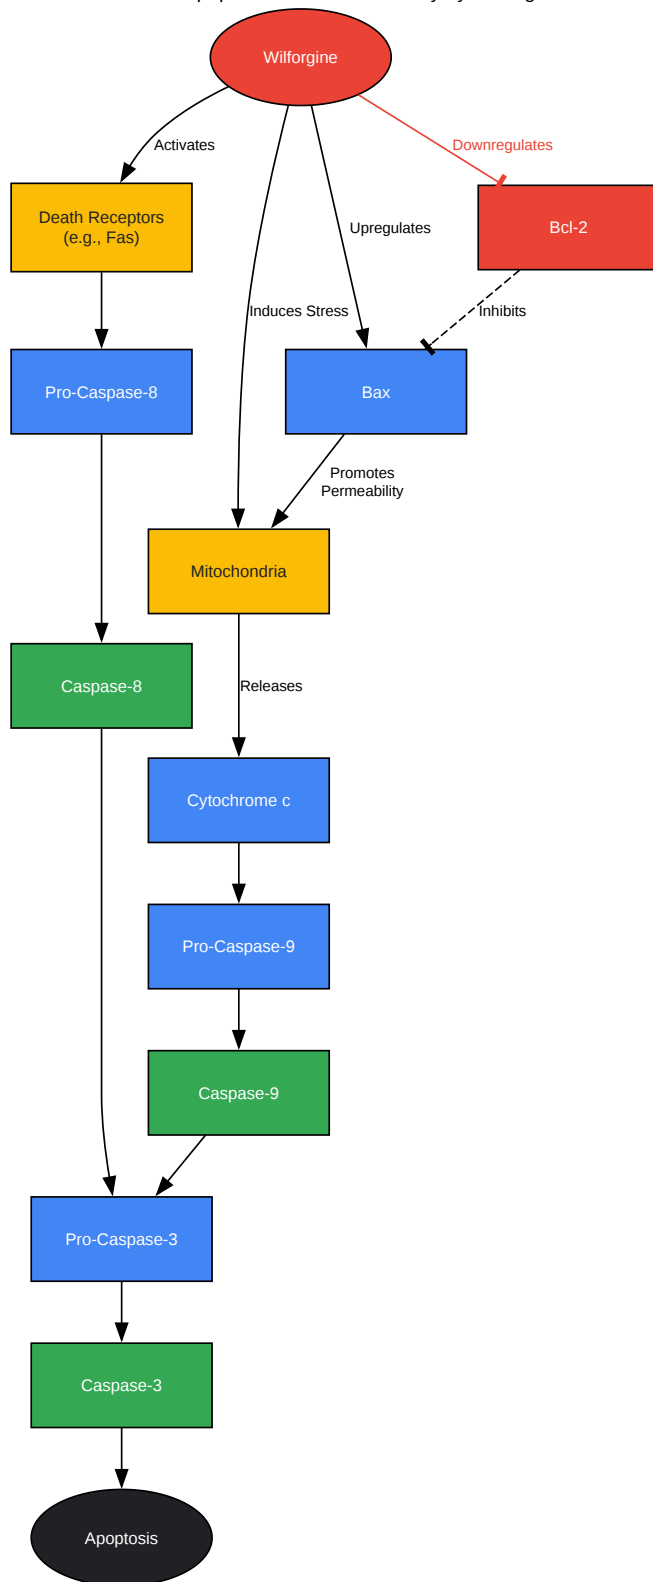 Wilforgine
Activates
Downregulates
Death Receptors
(e.g., Fas)
Upregulates
Bcl-2
Induces Stress
Inhibits
Pro-Caspase-8
Bax
Promotes
Permeability
Mitochondria
Caspase-8
Releases
Cytochrome c
Pro-Caspase-9
Caspase-9
Pro-Caspase-3
Caspase-3
Apoptosis